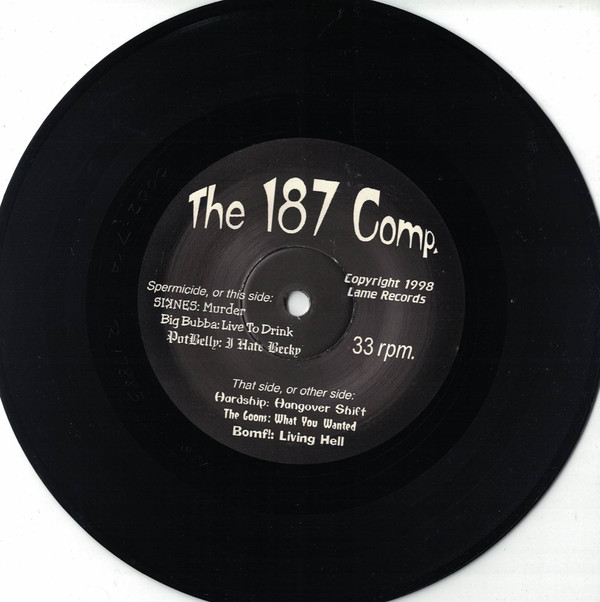 The 187 Comp.
Copyright 1998
Lame Records
Spermicide, or this side:
SIKNES: Murder
Big Bubba: Live To Drink
PotBelly: I Hate Becky
33 rpm.
That side, or other side:
Hardship: Hangover Shift
The Goons: What You Wanted
Bomf!: Living Hell